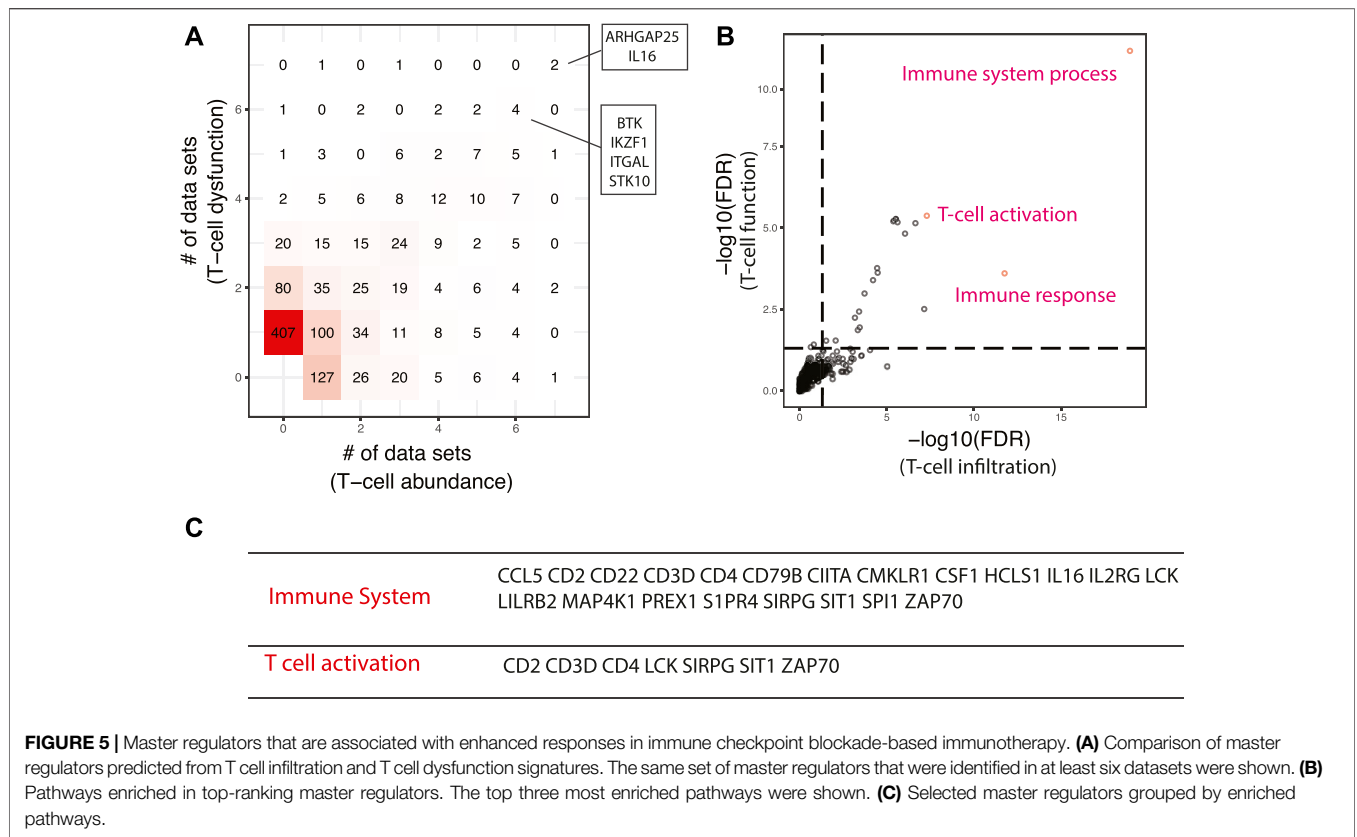 A
ARHGAP25
IL16
BTK
IKZF1
ITGAL
STK10
0 1 0 1 0 0 0 2
6 1 0 2 0 2 2 4 0
1 3 0 6 2 7 5 1
4 2 5 6 8 12 10 7 0
20 15 15 24 9 2 5 0
2 80 35 25 19 4 6 4 2
407 100 34 11 8 5 4 0
0 127 26 20 5 6 4 1
0 2 4 6
# of data sets
(T−cell dysfunction)
# of data sets
(T−cell abundance)
B
Immune system process
T-cell activation
Immune response
10.0
7.5
5.0
2.5
0.0
0 5 10 15
−log10(FDR)
(T-cell function)
−log10(FDR)
(T-cell infiltration)
C
Immune System
CCL5 CD2 CD22 CD3D CD4 CD79B CIITA CMKLR1 CSF1 HCLS1 IL16 IL2RG LCK
LILRB2 MAP4K1 PREX1 S1PR4 SIRPG SIT1 SPI1 ZAP70
T cell activation
CD2 CD3D CD4 LCK SIRPG SIT1 ZAP70
FIGURE 5 | Master regulators that are associated with enhanced responses in immune checkpoint blockade-based immunotherapy. (A) Comparison of master
regulators predicted from T cell infiltration and T cell dysfunction signatures. The same set of master regulators that were identified in at least six datasets were shown. (B)
Pathways enriched in top-ranking master regulators. The top three most enriched pathways were shown. (C) Selected master regulators grouped by enriched
pathways.